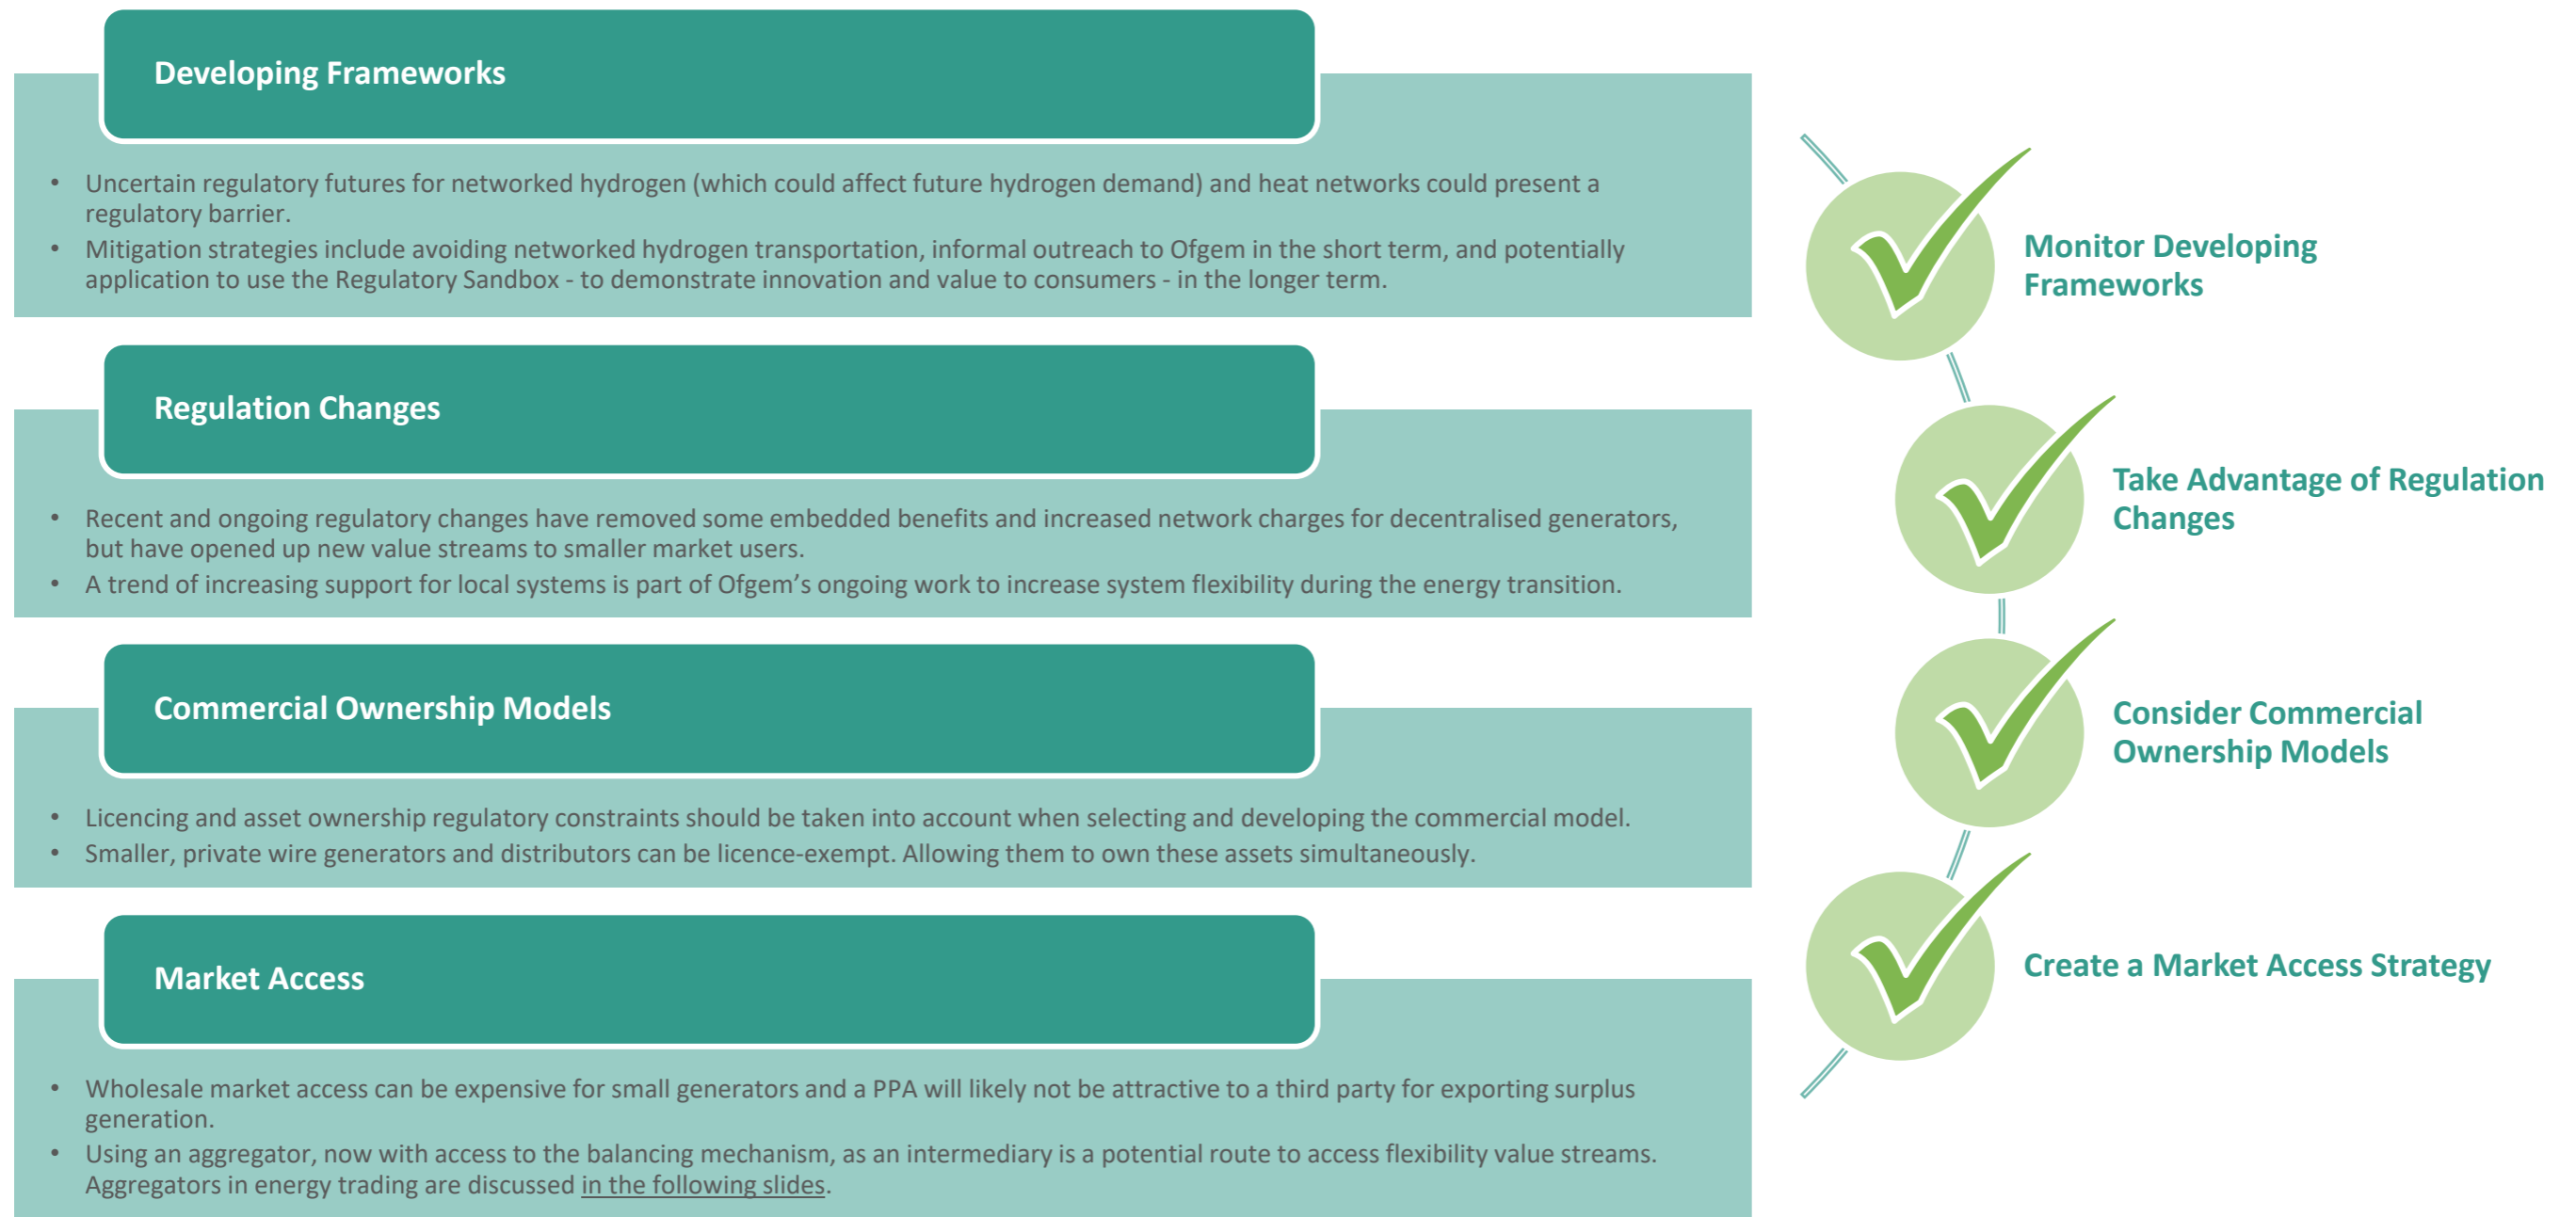 Developing Frameworks
• Uncertain regulatory futures for networked hydrogen (which could affect future hydrogen demand) and heat networks could present a
regulatory barrier.
• Mitigation strategies include avoiding networked hydrogen transportation, informal outreach to Ofgem in the short term, and potentially
application to use the Regulatory Sandbox - to demonstrate innovation and value to consumers - in the longer term.
Regulation Changes
• Recent and ongoing regulatory changes have removed some embedded benefits and increased network charges for decentralised generators,
but have opened up new value streams to smaller market users.
• A trend of increasing support for local systems is part of Ofgem’s ongoing work to increase system flexibility during the energy transition.
Commercial Ownership Models
• Licencing and asset ownership regulatory constraints should be taken into account when selecting and developing the commercial model.
• Smaller, private wire generators and distributors can be licence-exempt. Allowing them to own these assets simultaneously.
Market Access
• Wholesale market access can be expensive for small generators and a PPA will likely not be attractive to a third party for exporting surplus
generation.
• Using an aggregator, now with access to the balancing mechanism, as an intermediary is a potential route to access flexibility value streams.
Aggregators in energy trading are discussed in the following slides.
Monitor Developing
Frameworks
Take Advantage of Regulation
Changes
Consider Commercial
Ownership Models
Create a Market Access Strategy